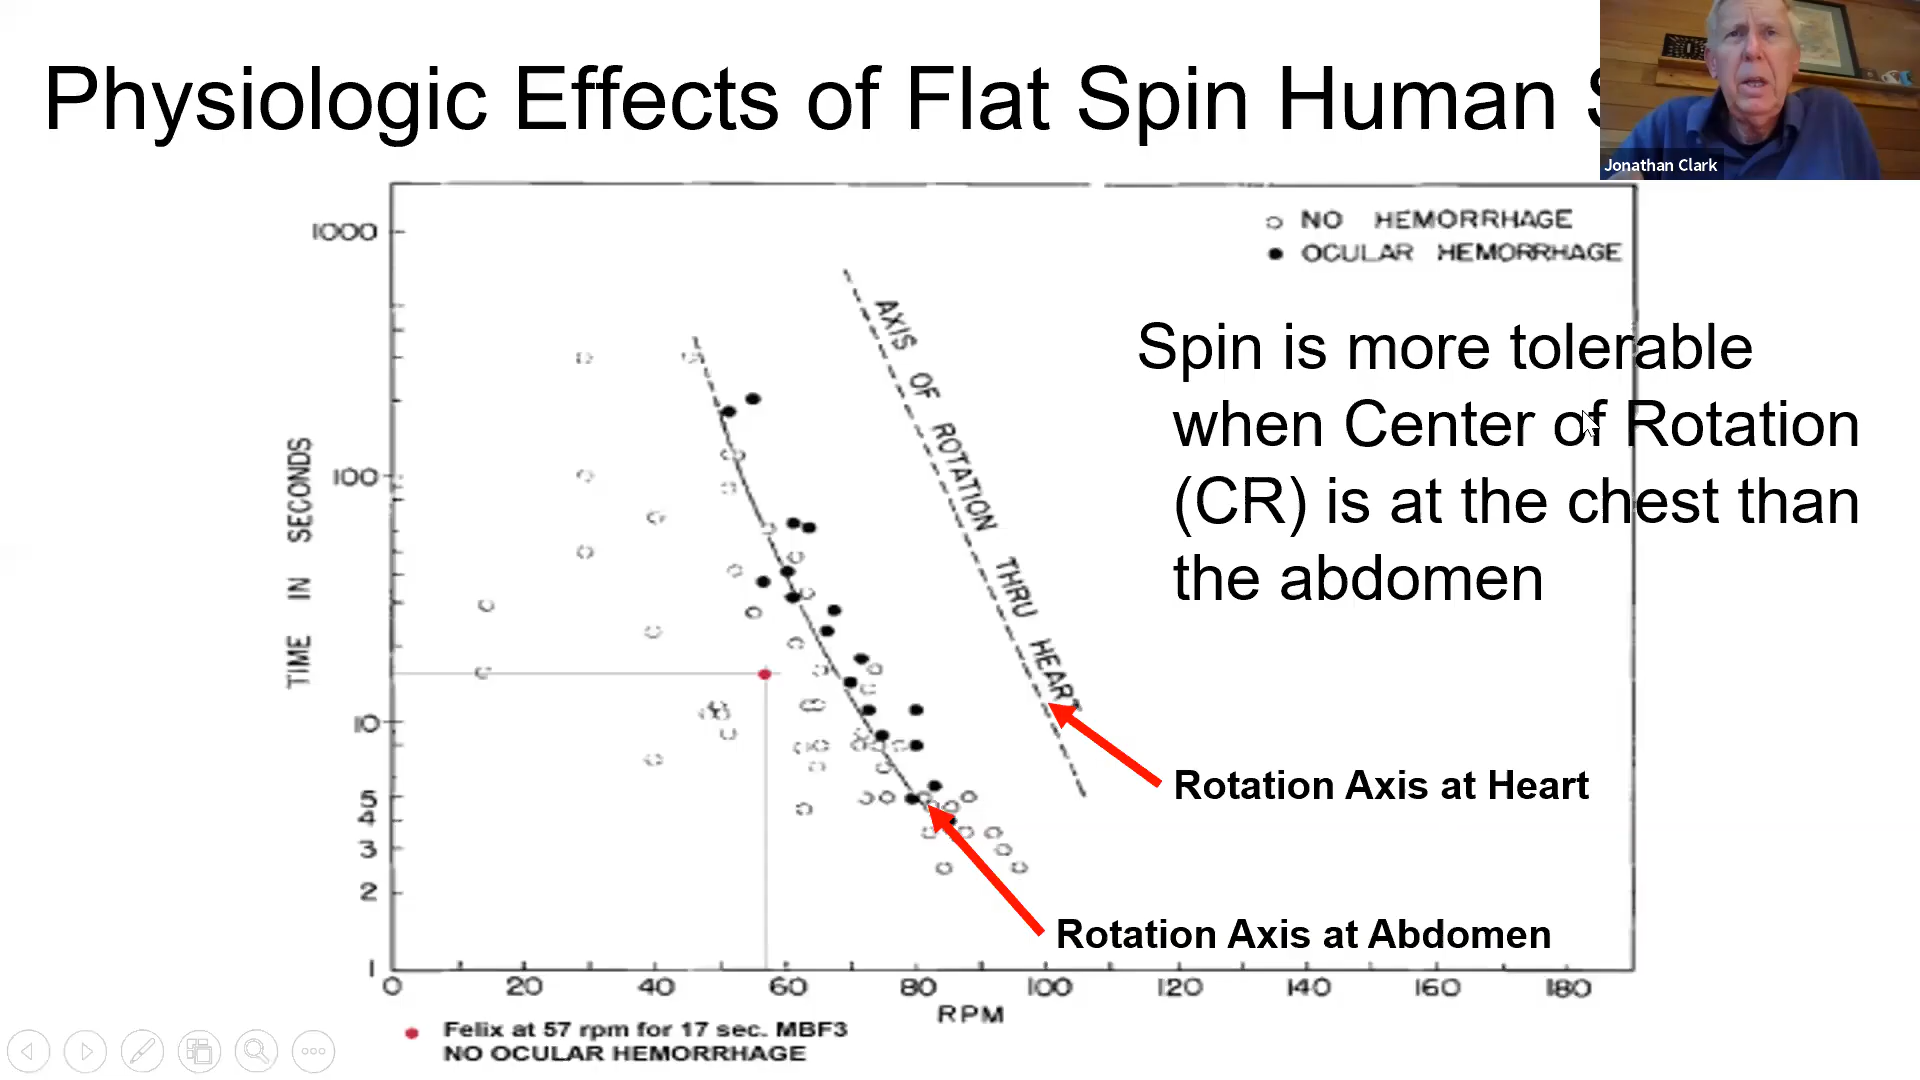 Physiologic Effects of Flat Spin Human S
Jonathan Clark
NO HEMORRHAGE
OCULAR HEMORRHAGE
1000
100
10
5
4
3
2
1
TIME IN SECONDS
AXIS OF ROTATION THRU HEART
Spin is more tolerable
when Center of Rotation
(CR) is at the chest than
the abdomen
Rotation Axis at Heart
Rotation Axis at Abdomen
0 20 40 60 80 100 120 140 160 180
RPM
Felix at 57 rpm for 17 sec. MBF3
NO OCULAR HEMORRHAGE